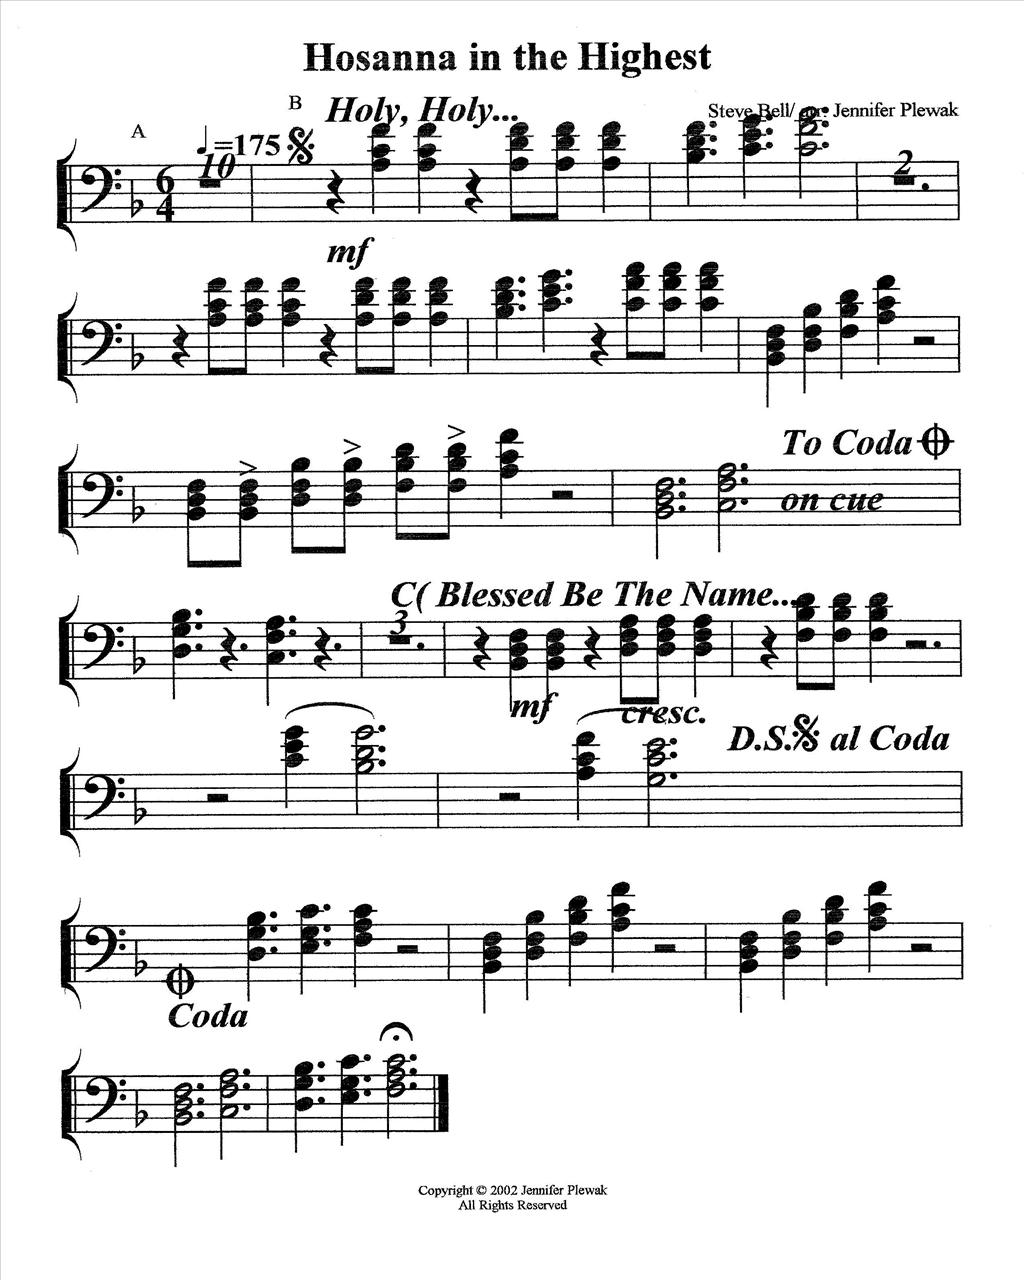 Hosanna in the Highest
Steve Bell/ arr. Jennifer Plewak
A
B
Holy, Holy...
♩=175
10
6
4
2
mf
To Coda
on cue
C( Blessed Be The Name...
3
mf
cresc.
D.S. al Coda
Coda
Copyright © 2002 Jennifer Plewak
All Rights Reserved